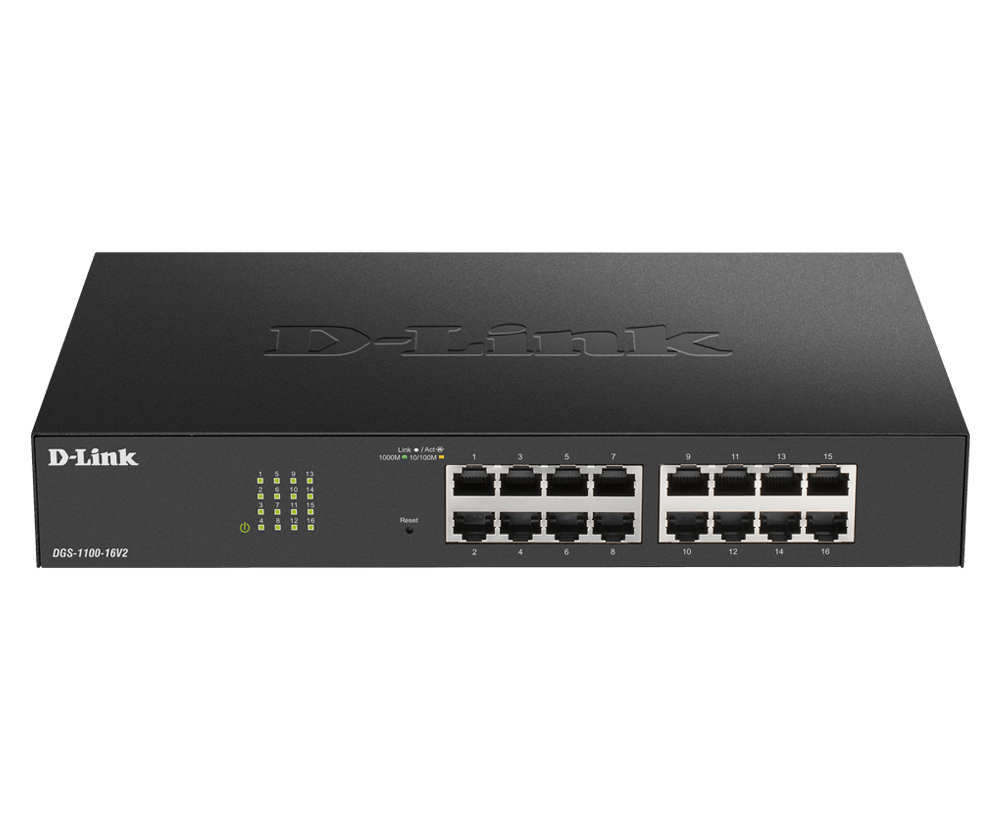 D-Link
D-Link
Link / Act
1000M 10/100M
1 5 9 13
2 6 10 14
3 7 11 15
4 8 12 16
Reset
1 3 5 7 9 11 13 15
2 4 6 8 10 12 14 16
DGS-1100-16V2